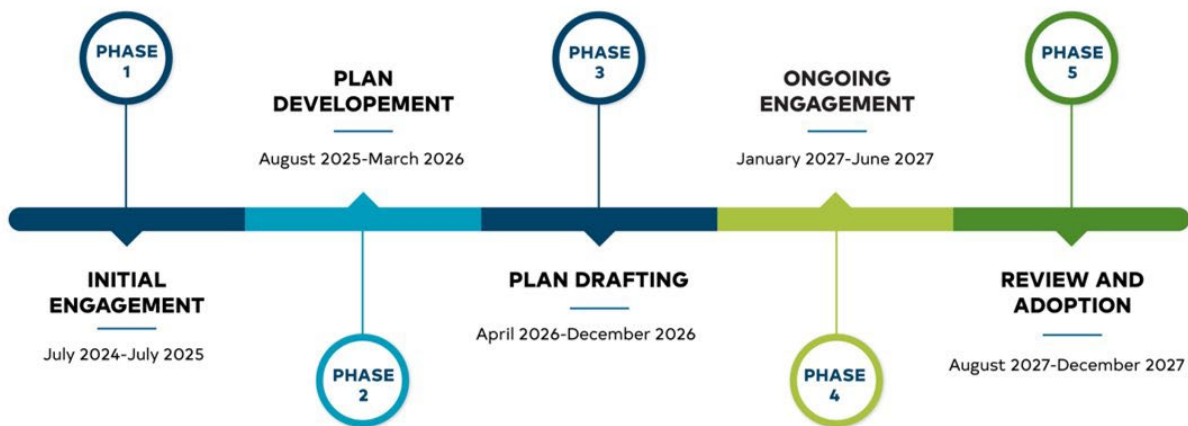 PHASE
1
INITIAL
ENGAGEMENT
July 2024-July 2025
PLAN
DEVELOPEMENT
August 2025-March 2026
PHASE
2
PHASE
3
PLAN DRAFTING
April 2026-December 2026
ONGOING
ENGAGEMENT
January 2027-June 2027
PHASE
4
PHASE
5
REVIEW AND
ADOPTION
August 2027-December 2027